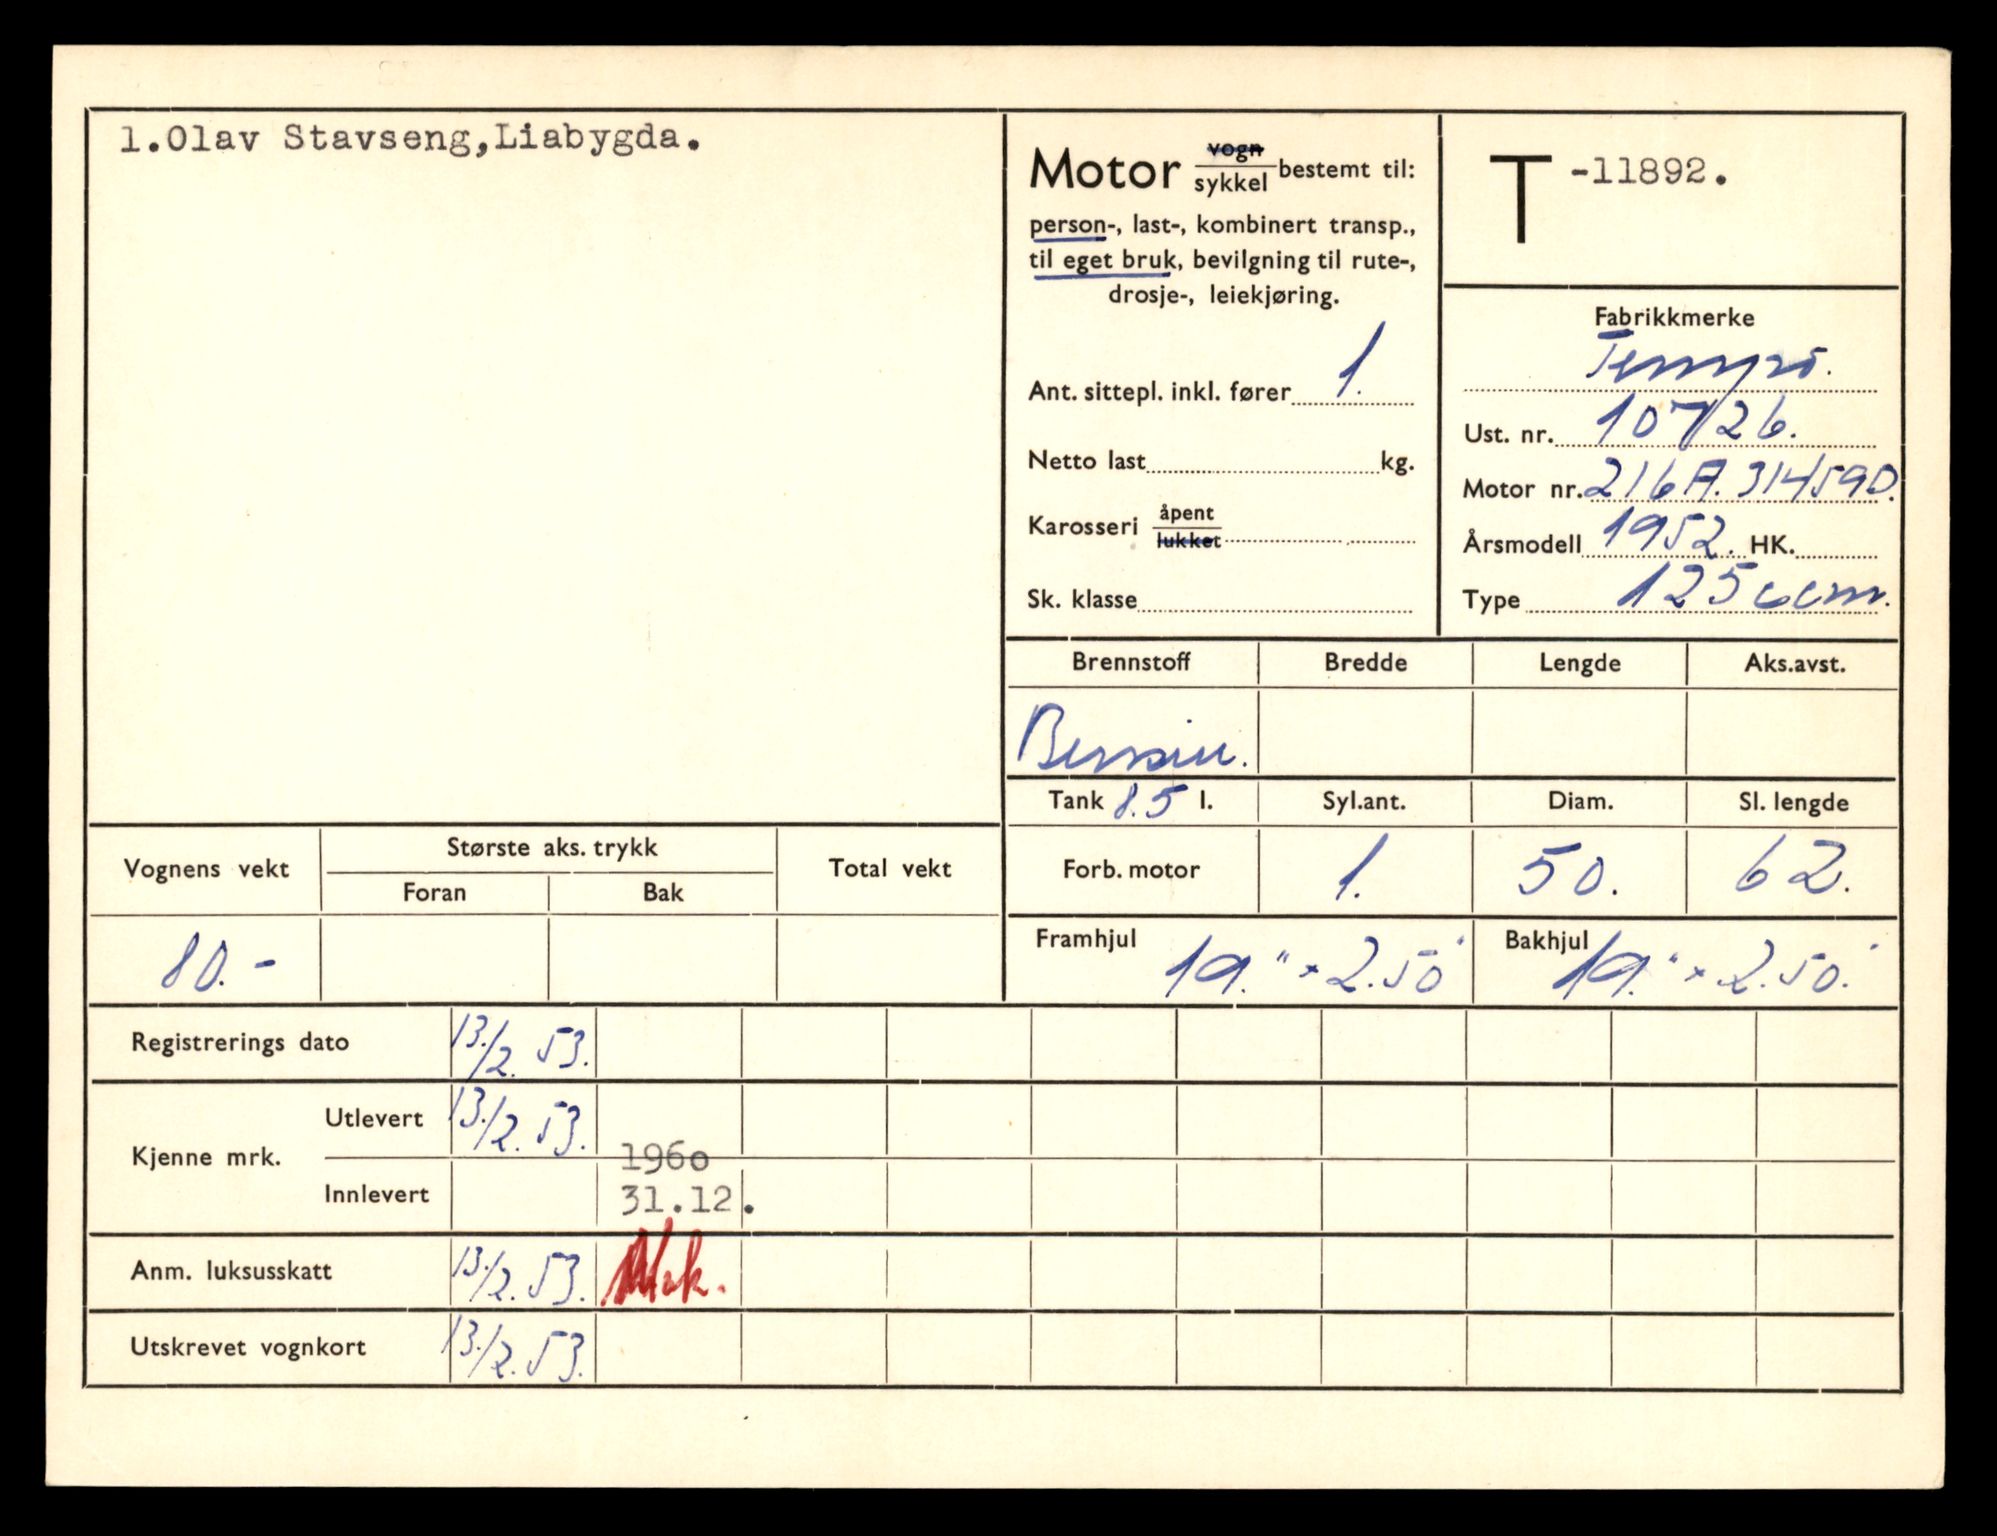 1.Olav Stavseng,Liabygda.
Motor vogn/sykkel bestemt til:
person-, last-, kombinert transp.,
til eget bruk, bevilgning til rute-,
drosje-, leiekjøring.
Ant. sittepl. inkl. fører 1.
Netto last kg.
Karosseri åpent/lukket
Sk. klasse
T -11892.
Fabrikkmerke
Tempo.
Ust. nr. 107126.
Motor nr. 216A. 314590.
Årsmodell 1952. HK.
Type 125 ccm.
Brennstoff Bredde Lengde Aks.avst.
Bensin.
Tank 8.5 l. Syl.ant. Diam. Sl. lengde
Forb. motor 1. 50. 62.
Framhjul 19." × 2.50 Bakhjul 19." × 2.50.
Vognens vekt Største aks. trykk Total vekt
Foran Bak
80.-
Registrerings dato 13./2. 53.
Kjenne mrk. Utlevert 13./2. 53.
1960
Innlevert 31.12.
Anm. luksusskatt 13./2. 53.
Utskrevet vognkort 13./2. 53.